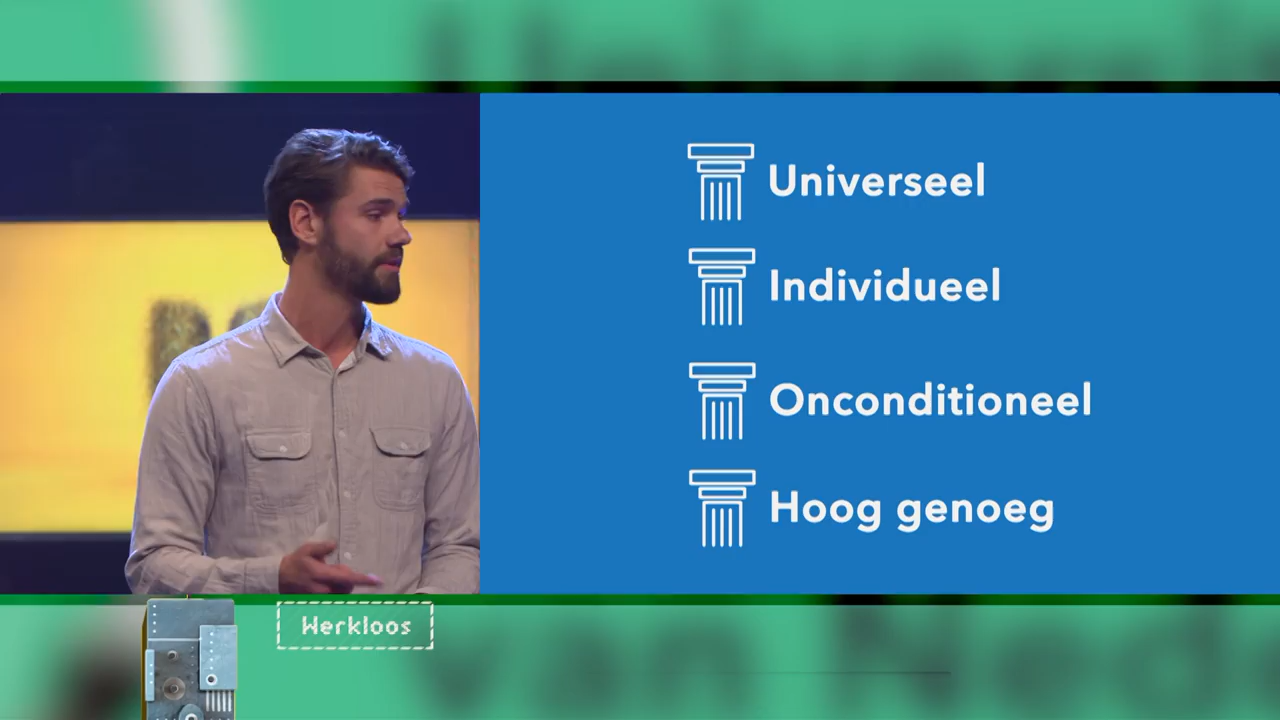 Universeel
Individueel
Onconditioneel
Hoog genoeg
Werkloos